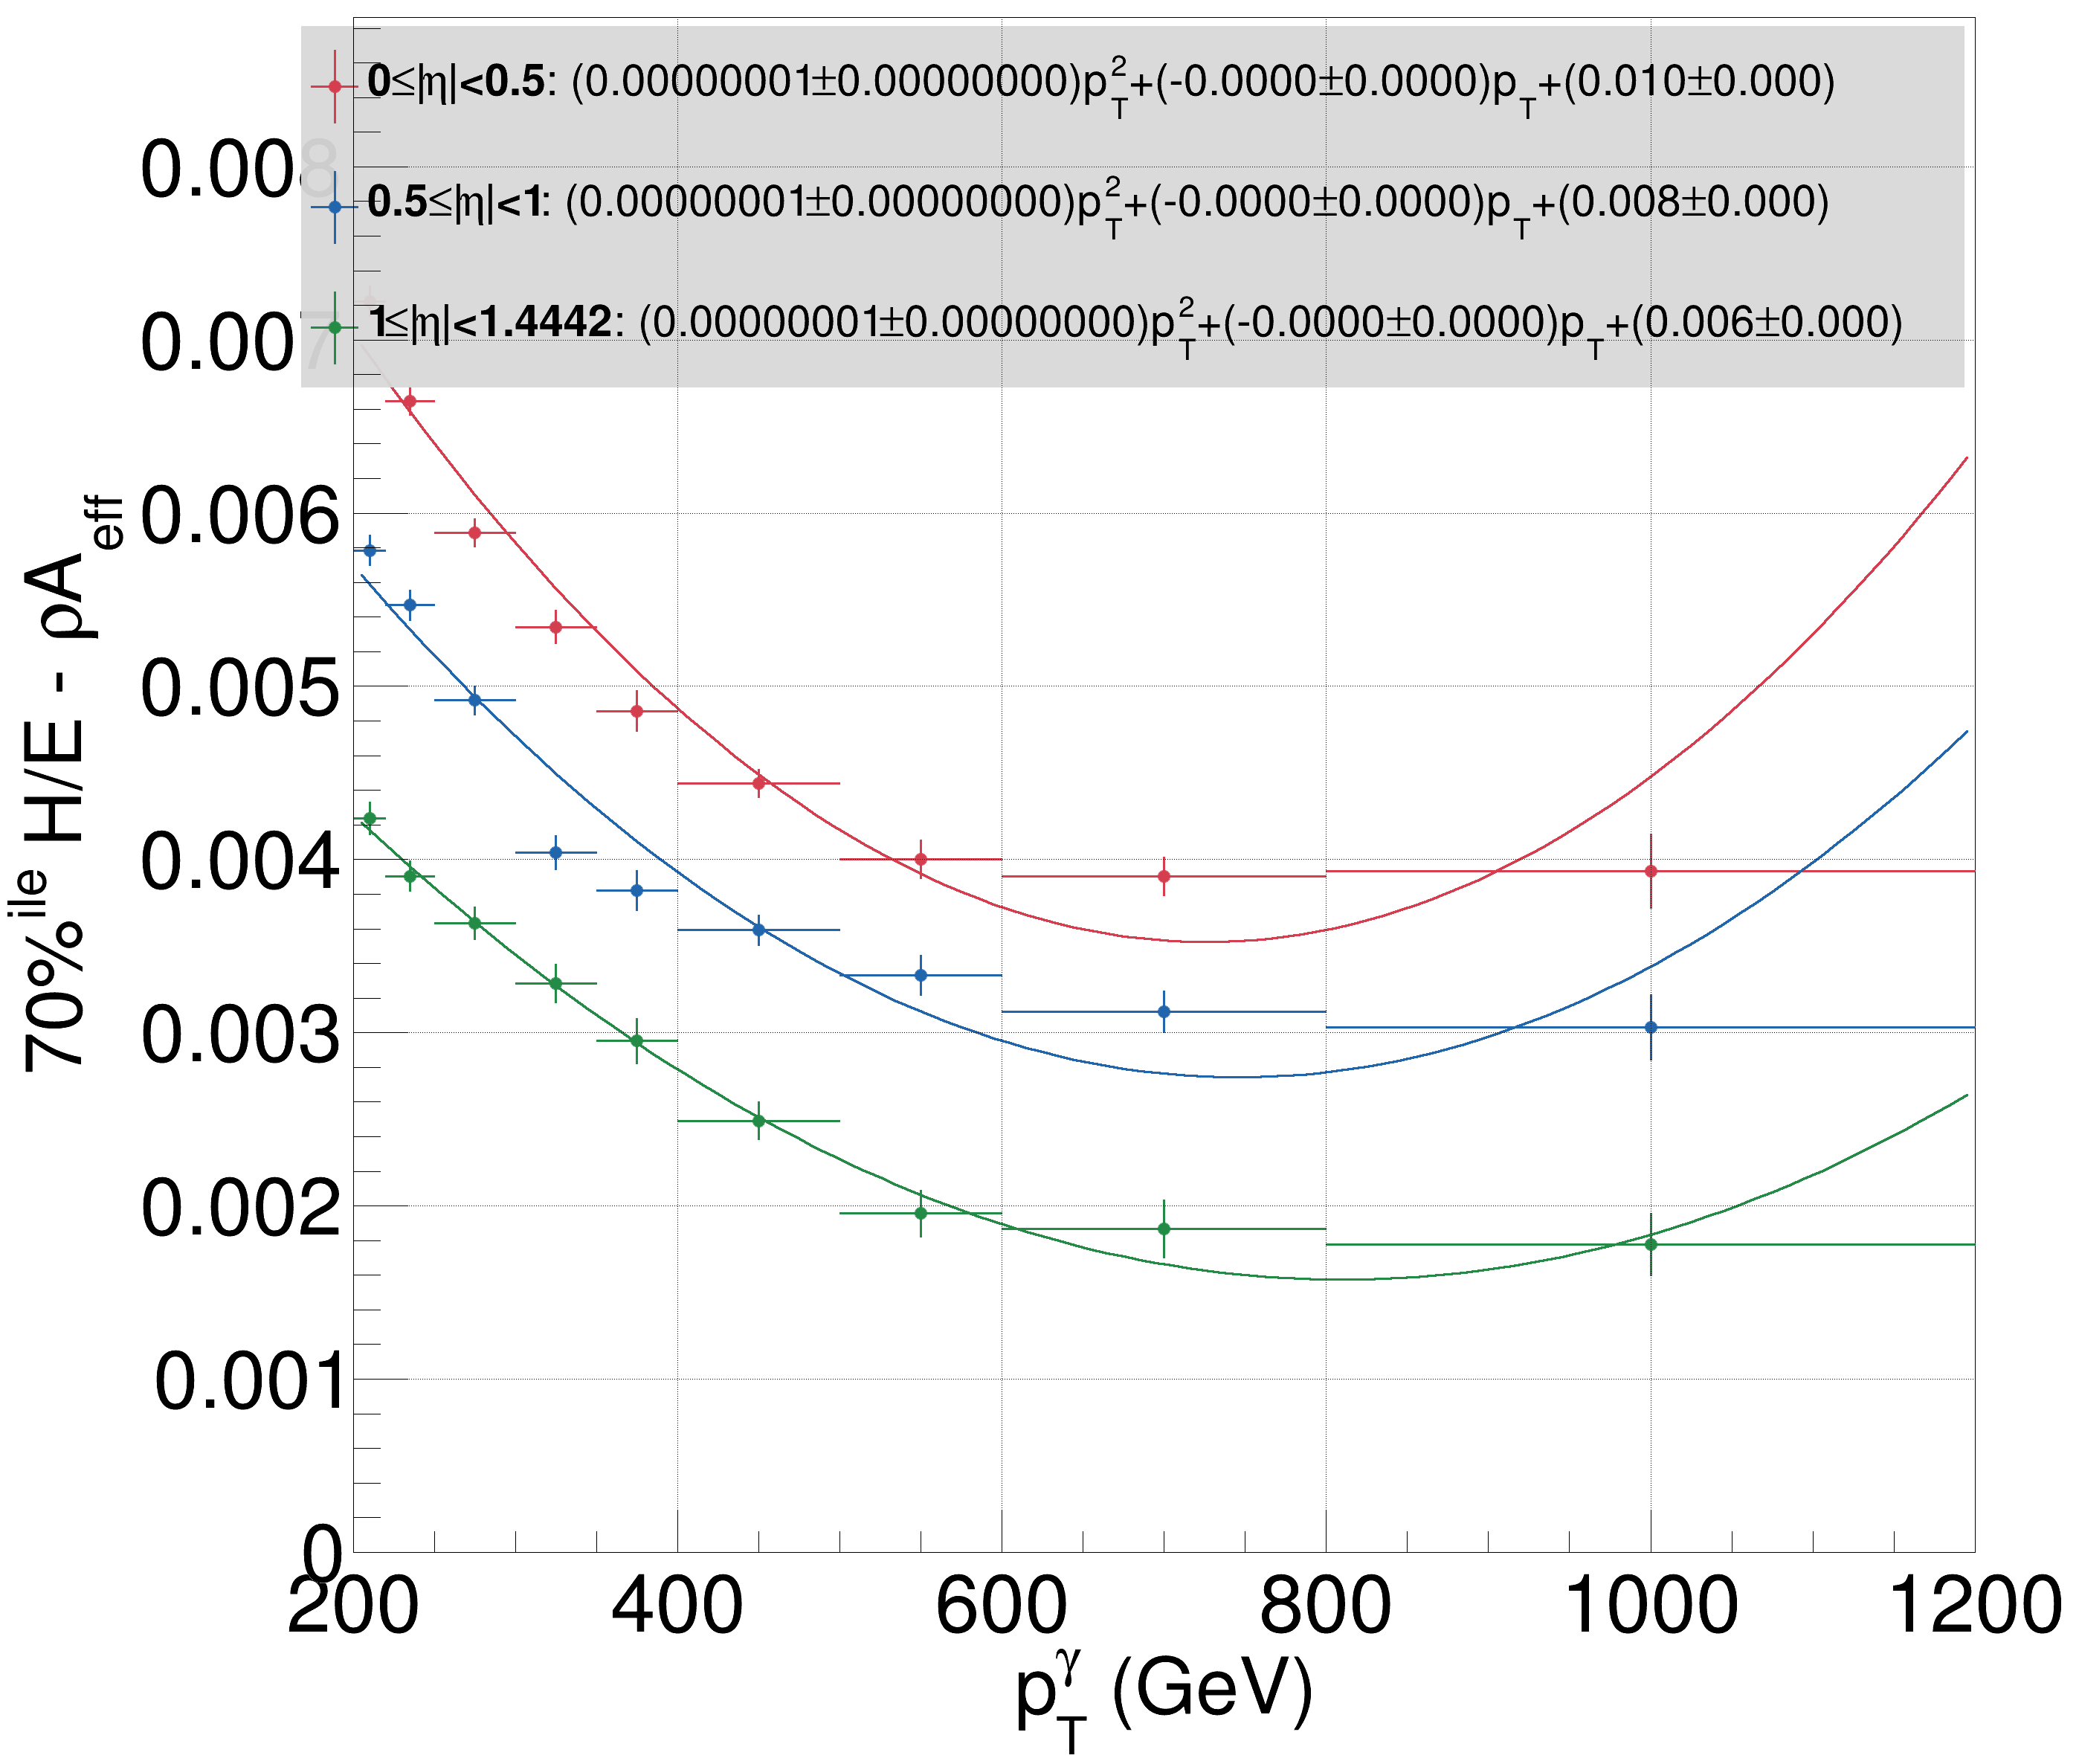 0≤|η|<0.5: (0.00000001±0.00000000)p_T^2+(-0.0000±0.0000)p_T+(0.010±0.000)
0.5≤|η|<1: (0.00000001±0.00000000)p_T^2+(-0.0000±0.0000)p_T+(0.008±0.000)
1≤|η|<1.4442: (0.00000001±0.00000000)p_T^2+(-0.0000±0.0000)p_T+(0.006±0.000)
70%^ile H/E - ρA_eff
0.008
0.007
0.006
0.005
0.004
0.003
0.002
0.001
0
200 400 600 800 1000 1200
p_T^γ (GeV)